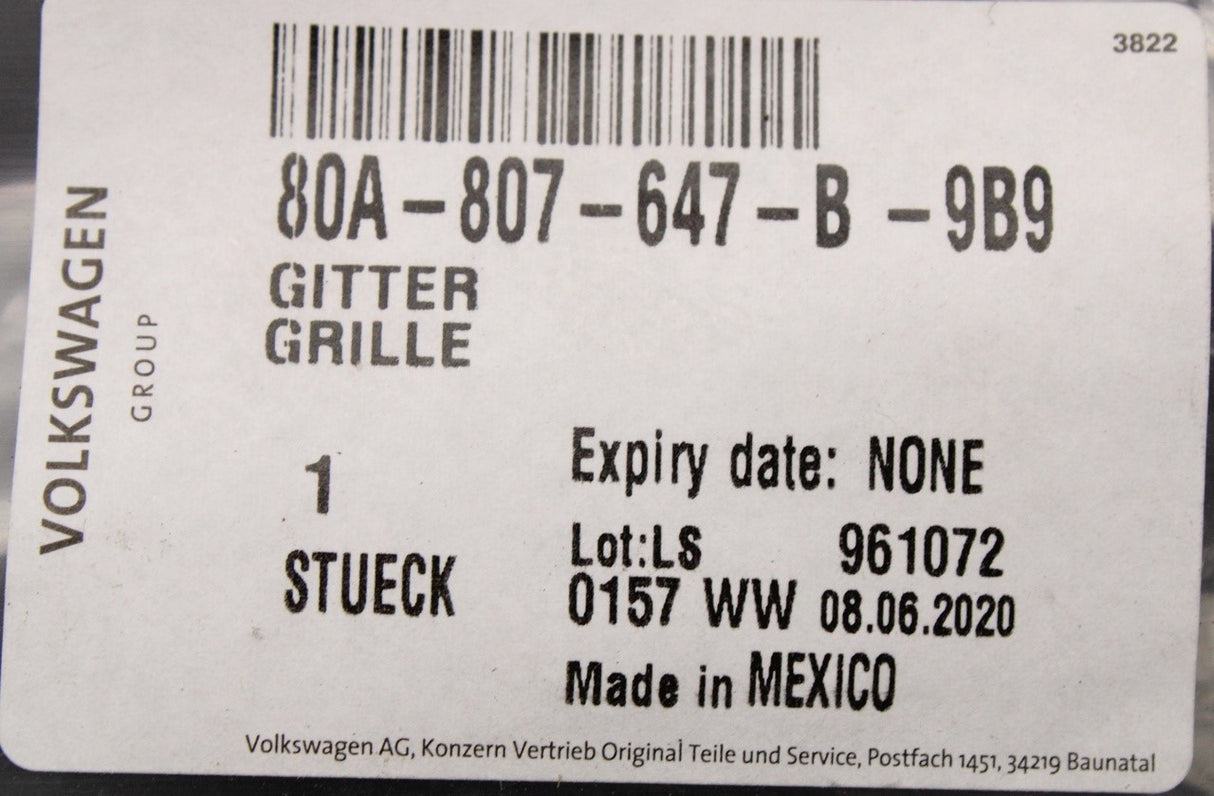 3822
80A-807-647-B -9B9
GITTER
GRILLE
VOLKSWAGEN
GROUP
1
STUECK
Expiry date: NONE
Lot:LS 961072
0157 WW 08.06.2020
Made in MEXICO
Volkswagen AG, Konzern Vertrieb Original Teile und Service, Postfach 1451, 34219 Baunatal